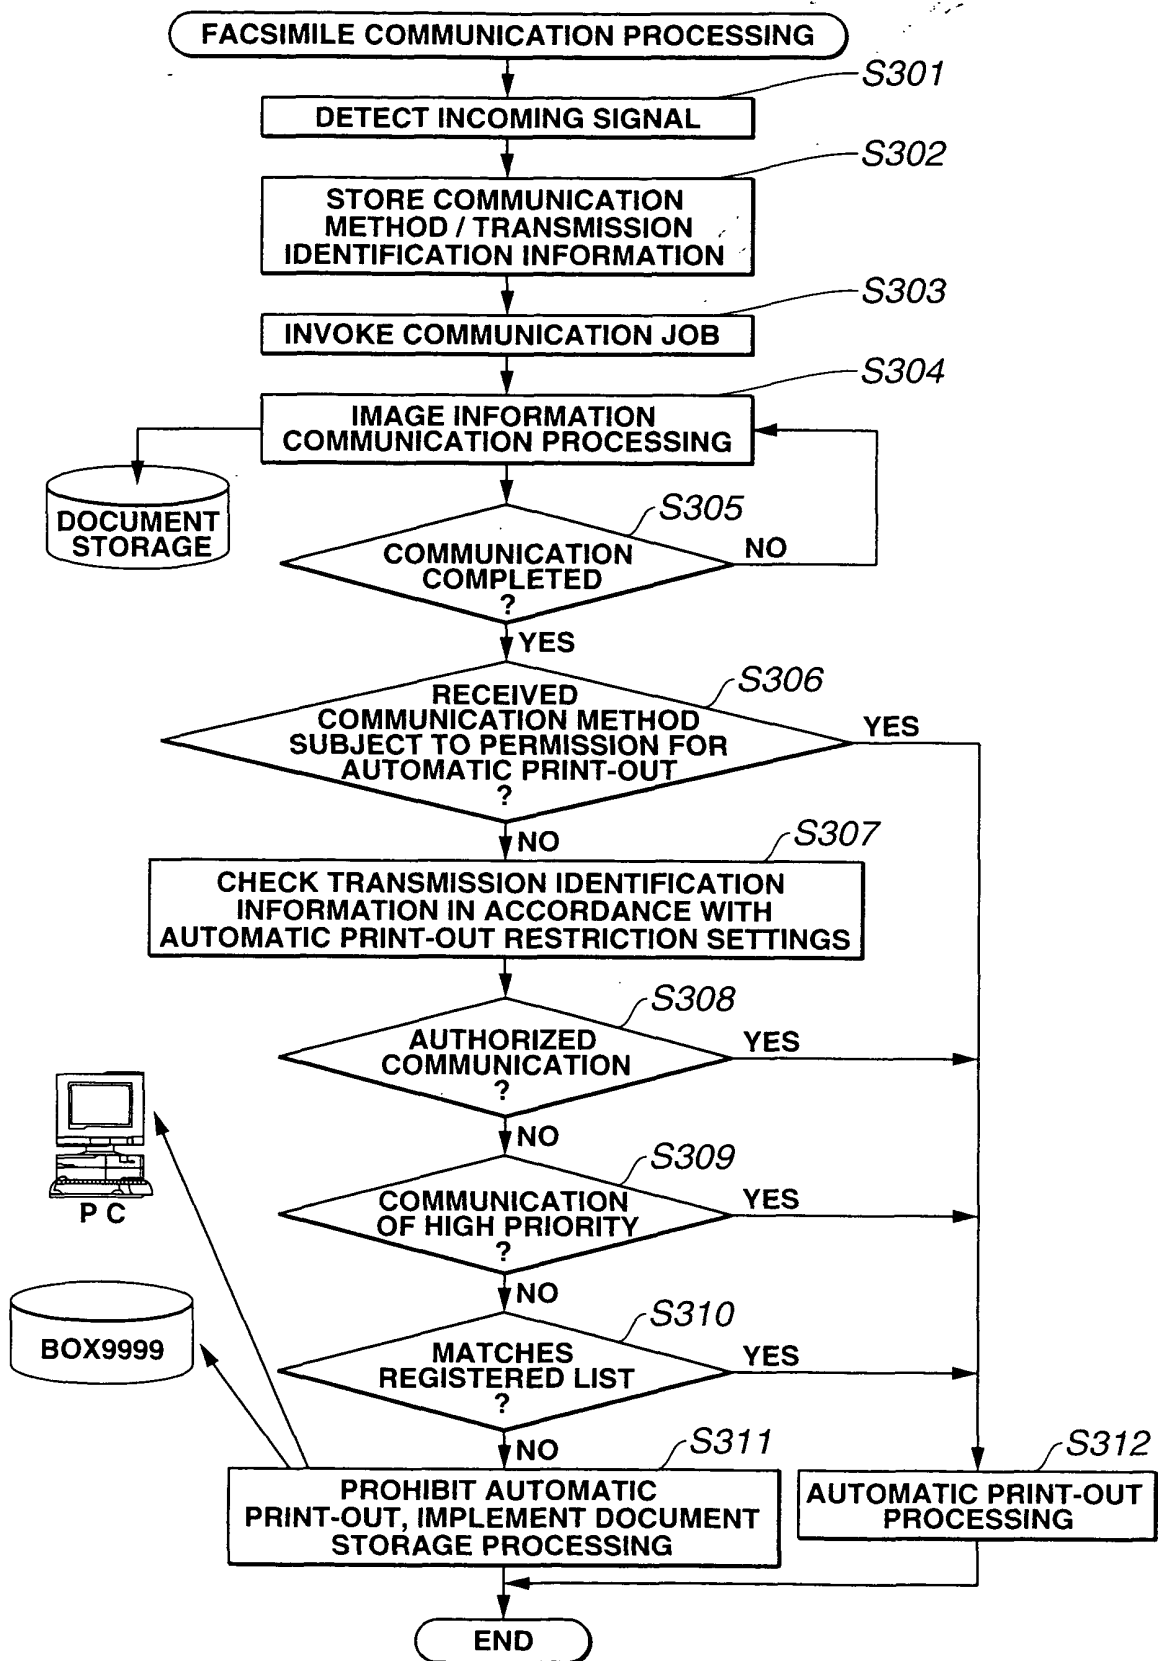 FACSIMILE COMMUNICATION PROCESSING
S301
DETECT INCOMING SIGNAL
S302
STORE COMMUNICATION
METHOD / TRANSMISSION
IDENTIFICATION INFORMATION
S303
INVOKE COMMUNICATION JOB
S304
IMAGE INFORMATION
COMMUNICATION PROCESSING
DOCUMENT
STORAGE
S305
COMMUNICATION
COMPLETED
?
NO
YES
S306
RECEIVED
COMMUNICATION METHOD
SUBJECT TO PERMISSION FOR
AUTOMATIC PRINT-OUT
?
YES
NO
S307
CHECK TRANSMISSION IDENTIFICATION
INFORMATION IN ACCORDANCE WITH
AUTOMATIC PRINT-OUT RESTRICTION SETTINGS
S308
AUTHORIZED
COMMUNICATION
?
YES
NO
P C
S309
COMMUNICATION
OF HIGH PRIORITY
?
YES
NO
BOX9999
S310
MATCHES
REGISTERED LIST
?
YES
NO
S311
PROHIBIT AUTOMATIC
PRINT-OUT, IMPLEMENT DOCUMENT
STORAGE PROCESSING
S312
AUTOMATIC PRINT-OUT
PROCESSING
END